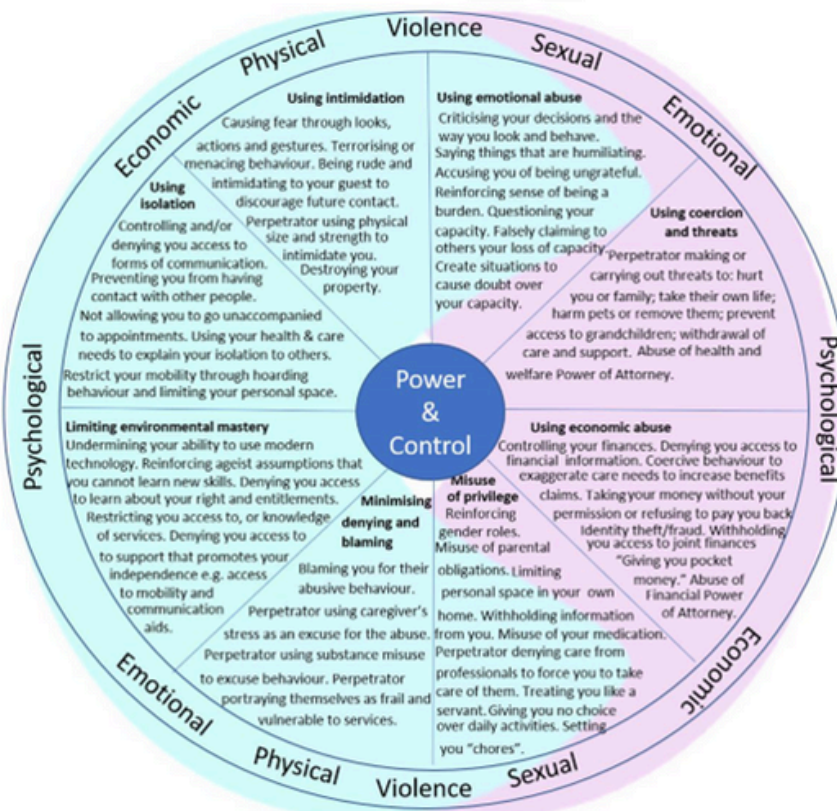 Violence
Sexual
Emotional
Psychological
Economic
Sexual
Violence
Physical
Emotional
Psychological
Economic
Physical
Power
&
Control
Using intimidation
Causing fear through looks,
actions and gestures. Terrorising or
menacing behaviour. Being rude and
intimidating to your guest to
discourage future contact.
Perpetrator using physical
size and strength to
intimidate you.
Destroying your
property.
Using emotional abuse
Criticising your decisions and the
way you look and behave.
Saying things that are humiliating.
Accusing you of being ungrateful.
Reinforcing sense of being a
burden. Questioning your
capacity. Falsely claiming to
others your loss of capacity.
Create situations to
cause doubt over
your capacity.
Using coercion
and threats
Perpetrator making or
carrying out threats to: hurt
you or family; take their own life;
harm pets or remove them; prevent
access to grandchildren; withdrawal of
care and support. Abuse of health and
welfare Power of Attorney.
Using economic abuse
Controlling your finances. Denying you access to
financial information. Coercive behaviour to
exaggerate care needs to increase benefits
claims. Taking your money without your
permission or refusing to pay you back
Identity theft/fraud. Withholding
you access to joint finances
“Giving you pocket
money.” Abuse of
Financial Power
of Attorney.
Misuse
of privilege
Reinforcing
gender roles.
Misuse of parental
obligations. Limiting
personal space in your own
home. Withholding information
from you. Misuse of your medication.
Perpetrator denying care from
professionals to force you to take
care of them. Treating you like a
servant. Giving you no choice
over daily activities. Setting
you “chores”.
Minimising
denying and
blaming
Blaming you for their
abusive behaviour.
Perpetrator using caregiver's
stress as an excuse for the abuse.
Perpetrator using substance misuse
to excuse behaviour. Perpetrator
portraying themselves as frail and
vulnerable to services.
Limiting environmental mastery
Undermining your ability to use modern
technology. Reinforcing ageist assumptions that
you cannot learn new skills. Denying you access
to learn about your right and entitlements.
Restricting you access to, or knowledge
of services. Denying you access to
to support that promotes your
independence e.g. access
to mobility and
communication
aids.
Using
isolation
Controlling and/or
denying you access to
forms of communication.
Preventing you from having
contact with other people.
Not allowing you to go unaccompanied
to appointments. Using your health & care
needs to explain your isolation to others.
Restrict your mobility through hoarding
behaviour and limiting your personal space.